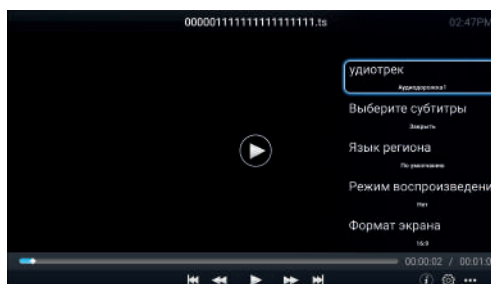 000001111111111111111.ts
02:47PM
удиотрек
Аудиодорожка1
Выберите субтитры
Закрыть
Язык региона
По умолчанию
Режим воспроизведени
Нет
Формат экрана
16:9
00:00:02 / 00:01:0